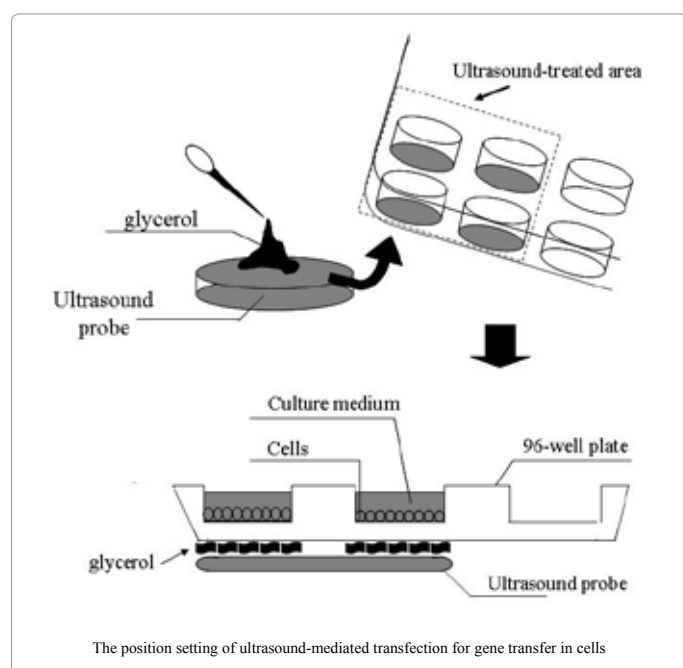 Ultrasound-treated area
glycerol
Ultrasound
probe
Culture medium
Cells
96-well plate
glycerol
Ultrasound probe
The position setting of ultrasound-mediated transfection for gene transfer in cells